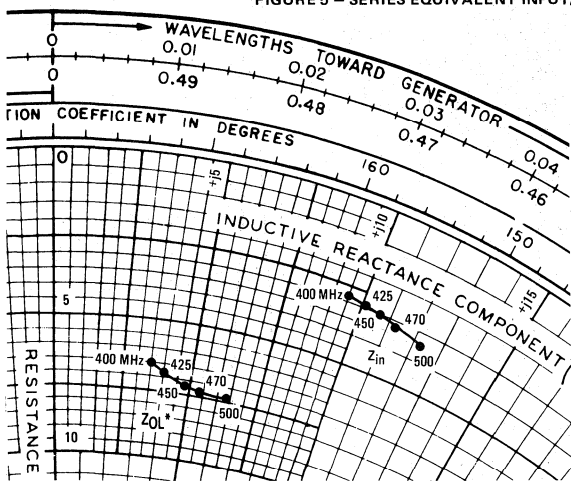 FIGURE 5 — SERIES EQUIVALENT INPUT/
0
WAVELENGTHS TOWARD GENERATOR
0.01
0.02
0.03
0.04
0
0.49
0.48
0.47
0.46
TION COEFFICIENT IN DEGREES
160
150
0
+j5
+j10
+j15
INDUCTIVE REACTANCE COMPONENT (
400 MHz
425
450
470
500
Zin
5
400 MHz
425
450
470
500
ZOL*
RESISTANCE
10